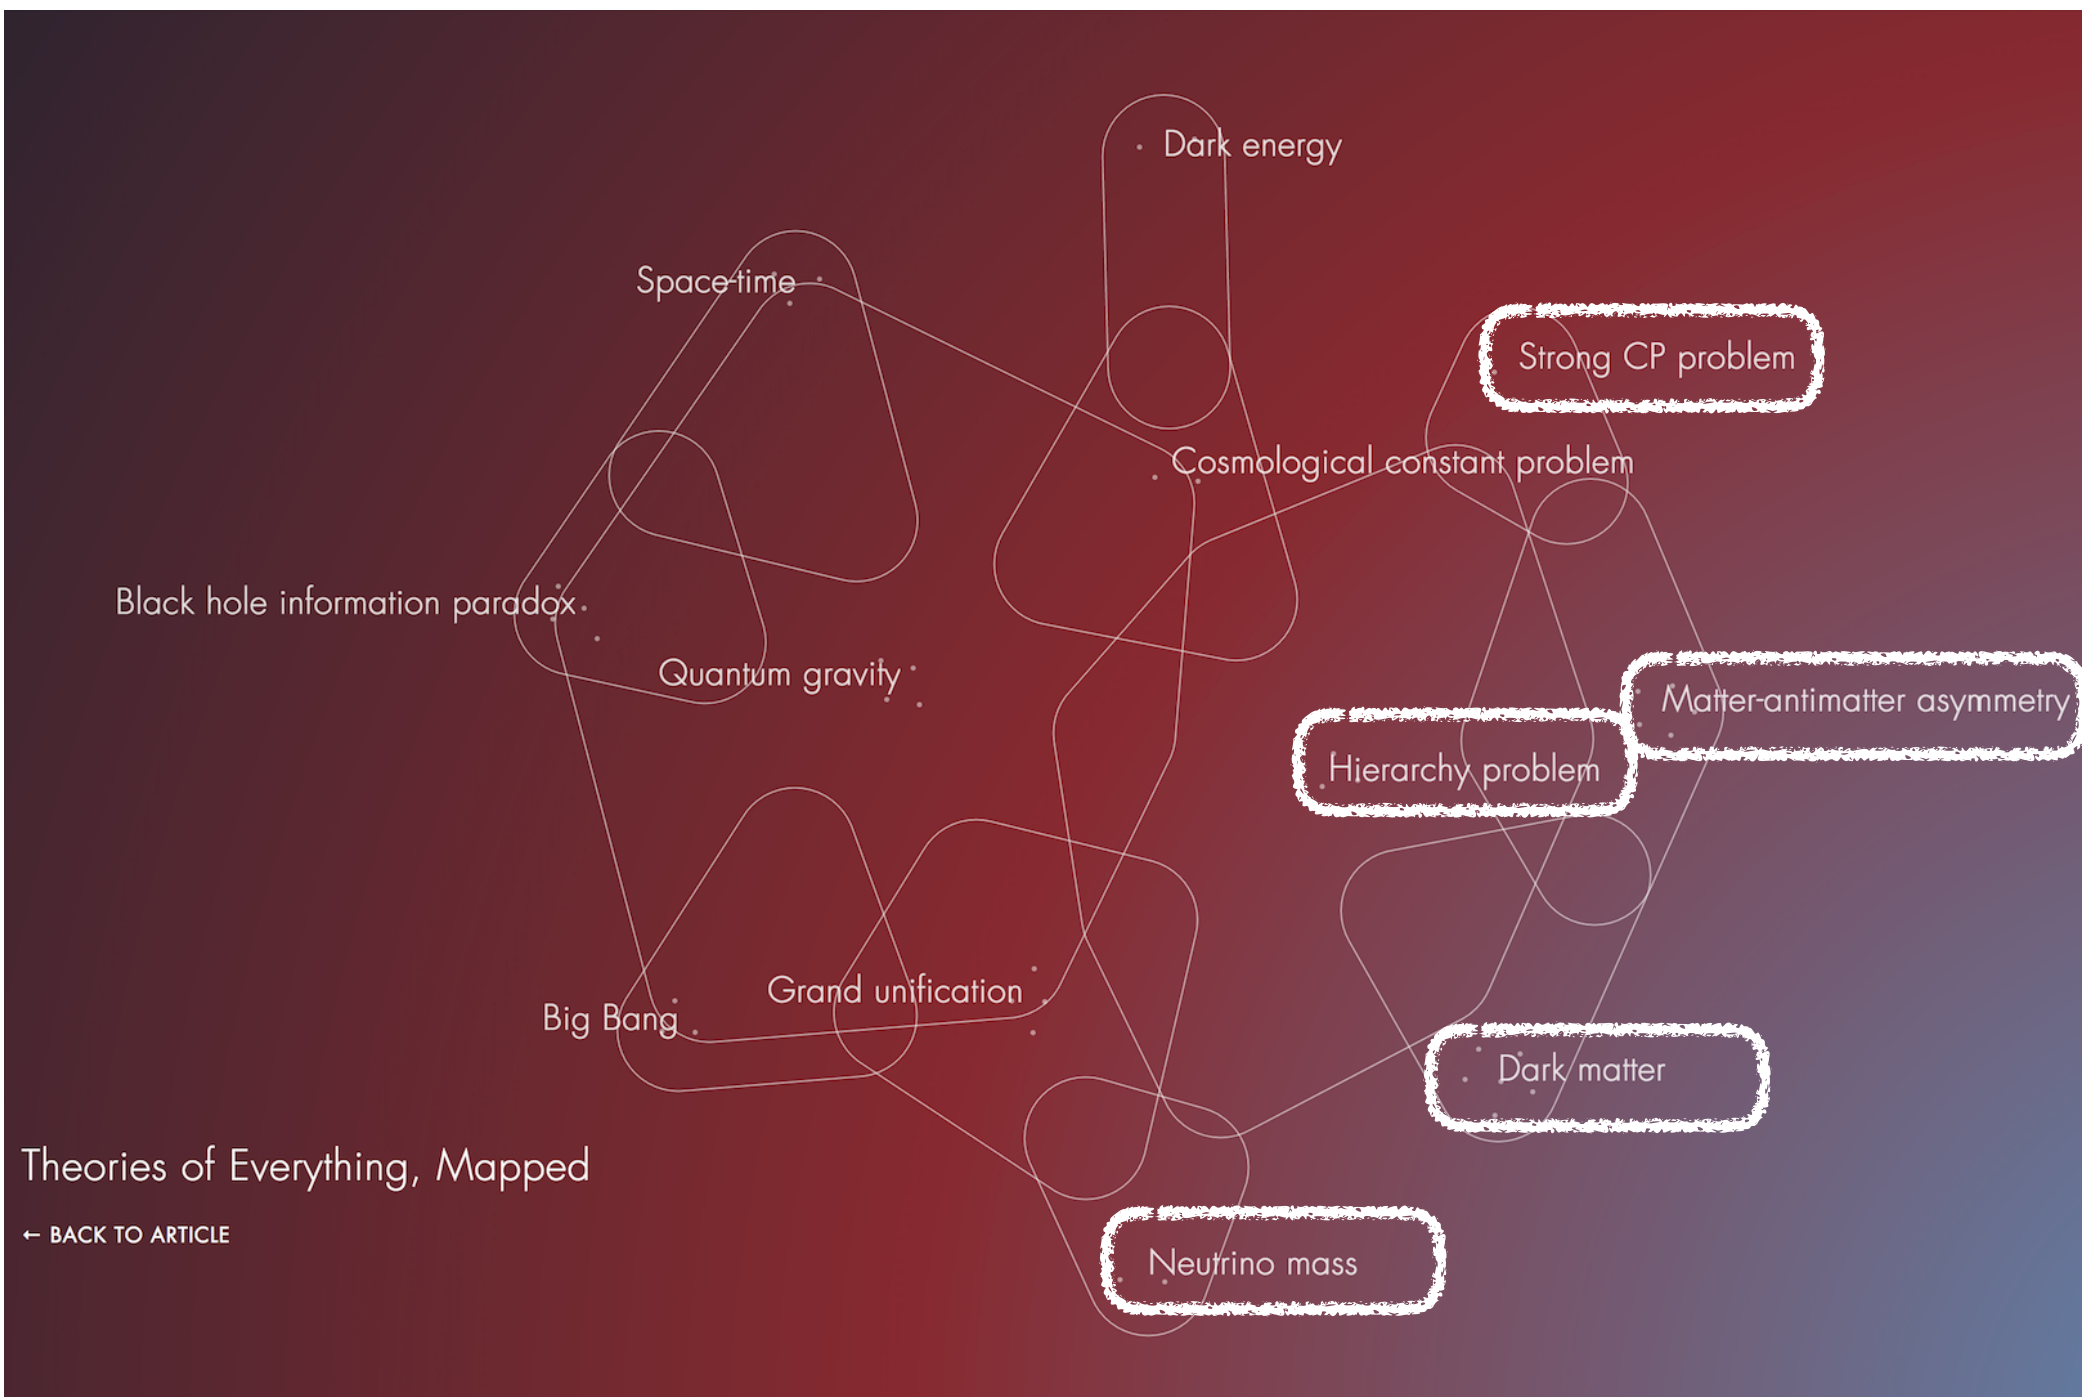 Dark energy
Space-time
Strong CP problem
Cosmological constant problem
Black hole information paradox
Quantum gravity
Matter-antimatter asymmetry
Hierarchy problem
Grand unification
Big Bang
Dark matter
Theories of Everything, Mapped
← BACK TO ARTICLE
Neutrino mass